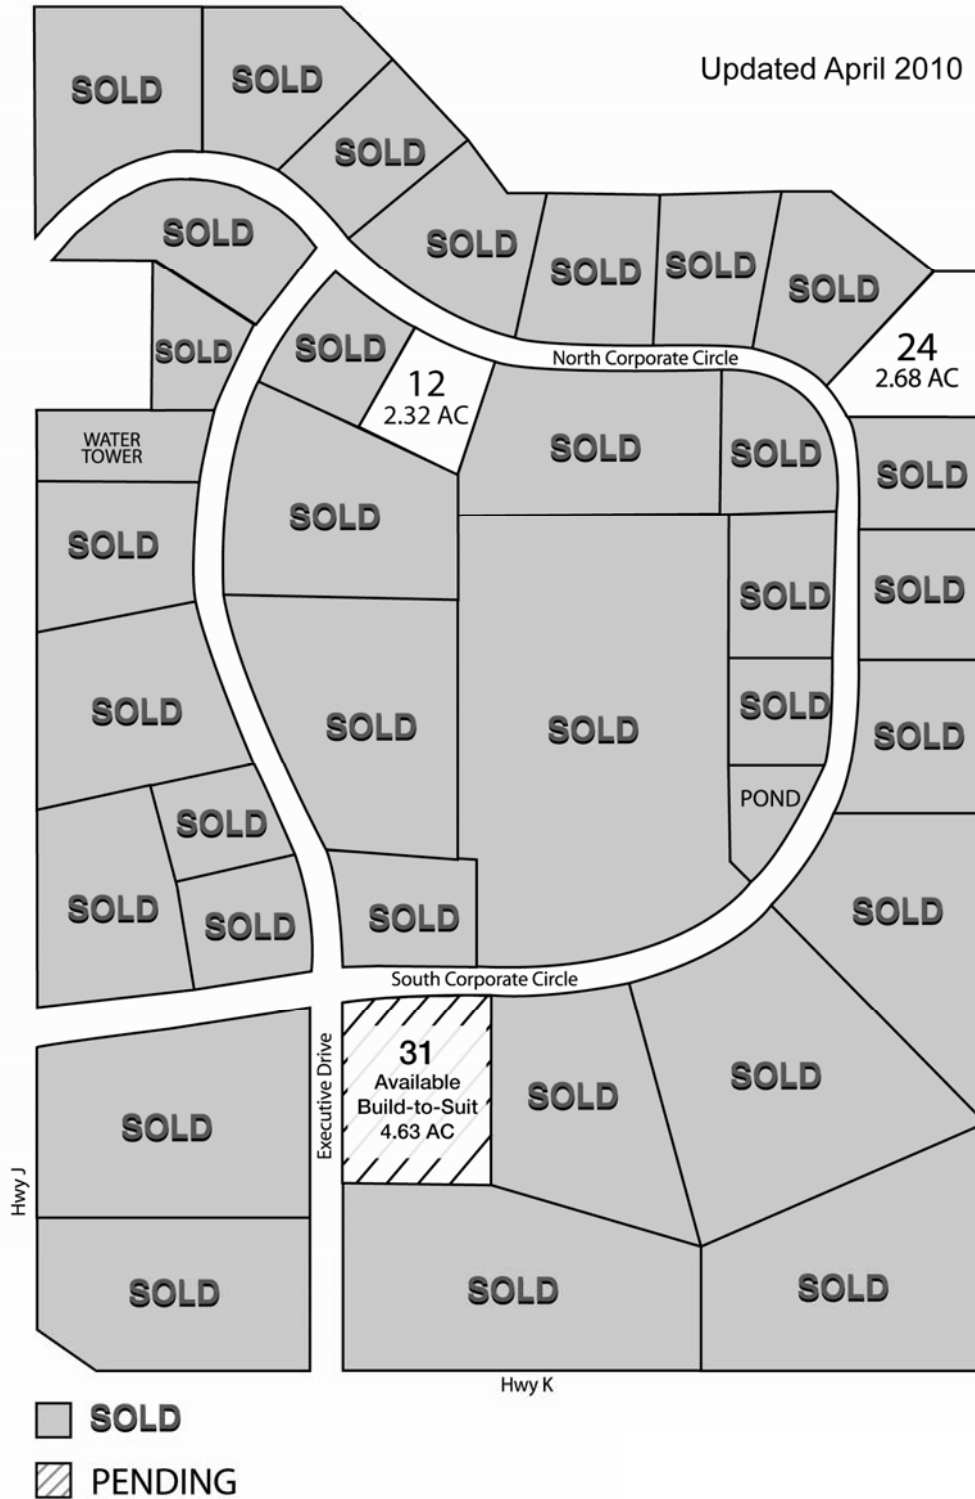 Updated April 2010
SOLD
SOLD
SOLD
SOLD
SOLD
SOLD
SOLD
SOLD
SOLD
SOLD
SOLD
North Corporate Circle
24
2.68 AC
12
2.32 AC
WATER
TOWER
SOLD
SOLD
SOLD
SOLD
SOLD
SOLD
SOLD
SOLD
SOLD
SOLD
SOLD
SOLD
SOLD
POND
SOLD
SOLD
SOLD
SOLD
SOLD
South Corporate Circle
Executive Drive
31
Available
Build-to-Suit
4.63 AC
SOLD
SOLD
SOLD
Hwy J
SOLD
SOLD
SOLD
Hwy K
SOLD
PENDING